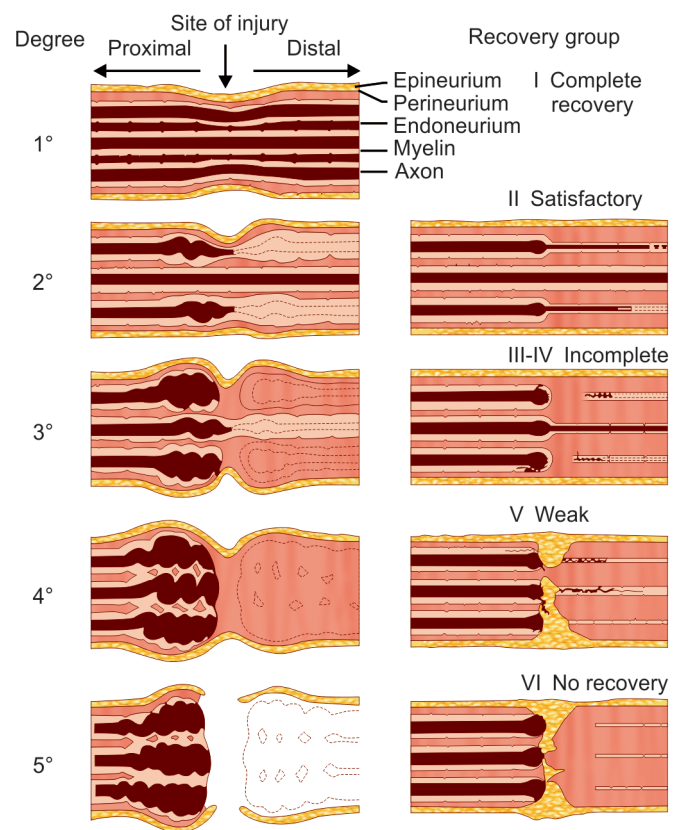 Degree
Site of injury
Proximal
Distal
Recovery group
Epineurium
Perineurium
Endoneurium
Myelin
Axon
I Complete
recovery
1°
II Satisfactory
2°
III-IV Incomplete
3°
V Weak
4°
VI No recovery
5°